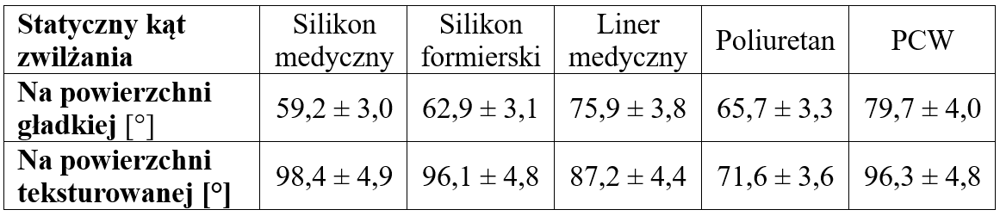 Statyczny kąt zwilżania Silikon medyczny Silikon formierski Liner medyczny Poliuretan PCW
Na powierzchni gładkiej [°] 59,2 ± 3,0 62,9 ± 3,1 75,9 ± 3,8 65,7 ± 3,3 79,7 ± 4,0
Na powierzchni teksturowanej [°] 98,4 ± 4,9 96,1 ± 4,8 87,2 ± 4,4 71,6 ± 3,6 96,3 ± 4,8